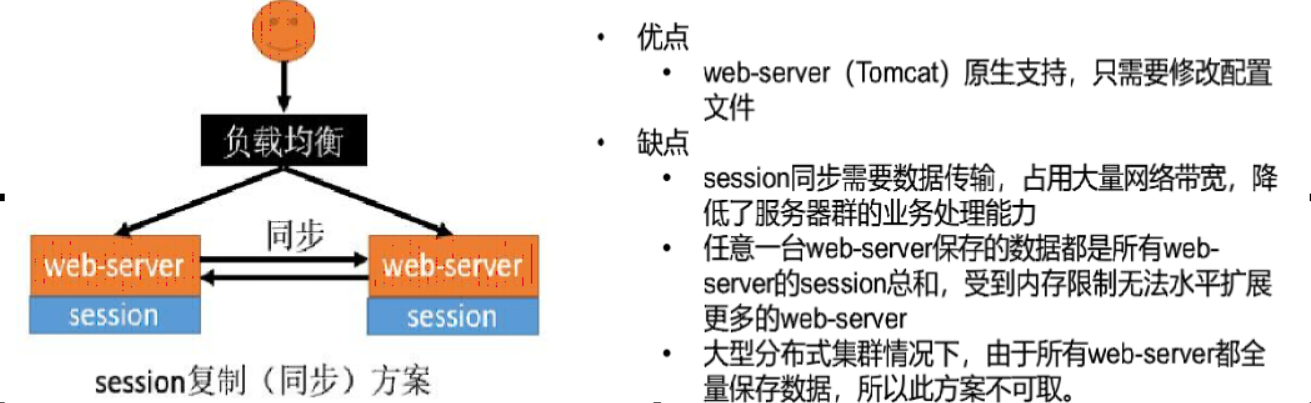 负载均衡
同步
web-server
web-server
session
session
session复制（同步）方案
• 优点
• web-server（Tomcat）原生支持，只需要修改配置
文件
• 缺点
• session同步需要数据传输，占用大量网络带宽，降
低了服务器群的业务处理能力
• 任意一台web-server保存的数据都是所有web-
server的session总和，受到内存限制无法水平扩展
更多的web-server
• 大型分布式集群情况下，由于所有web-server都全
量保存数据，所以此方案不可取。